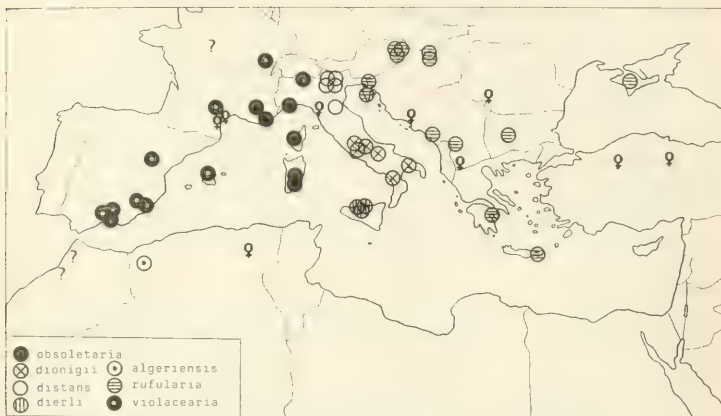 ?
?
?
obsoletaria
dionigii
distans
dierli
algeriensis
rufularia
violacearia